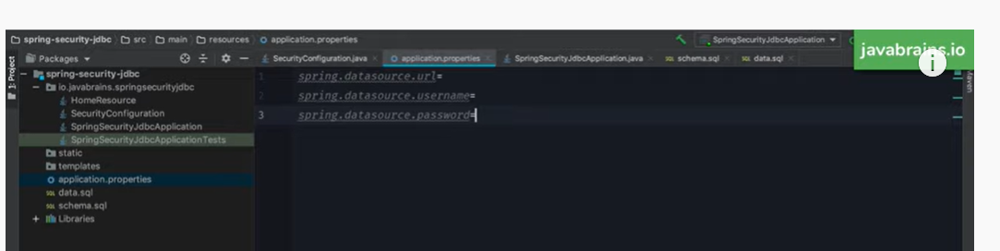 spring-security-jdbc src main resources application.properties SpringSecurityJdbcApplication
javabrains.io
1: Project Packages SecurityConfiguration.java application.properties SpringSecurityJdbcApplication.java schema.sql data.sql Maven
spring-security-jdbc 1 spring.datasource.url=
io.javabrains.springsecurityjdbc
HomeResource 2 spring.datasource.username=
SecurityConfiguration 3 spring.datasource.password=
SpringSecurityJdbcApplication
SpringSecurityJdbcApplicationTests
static
templates
application.properties
data.sql
schema.sql
Libraries